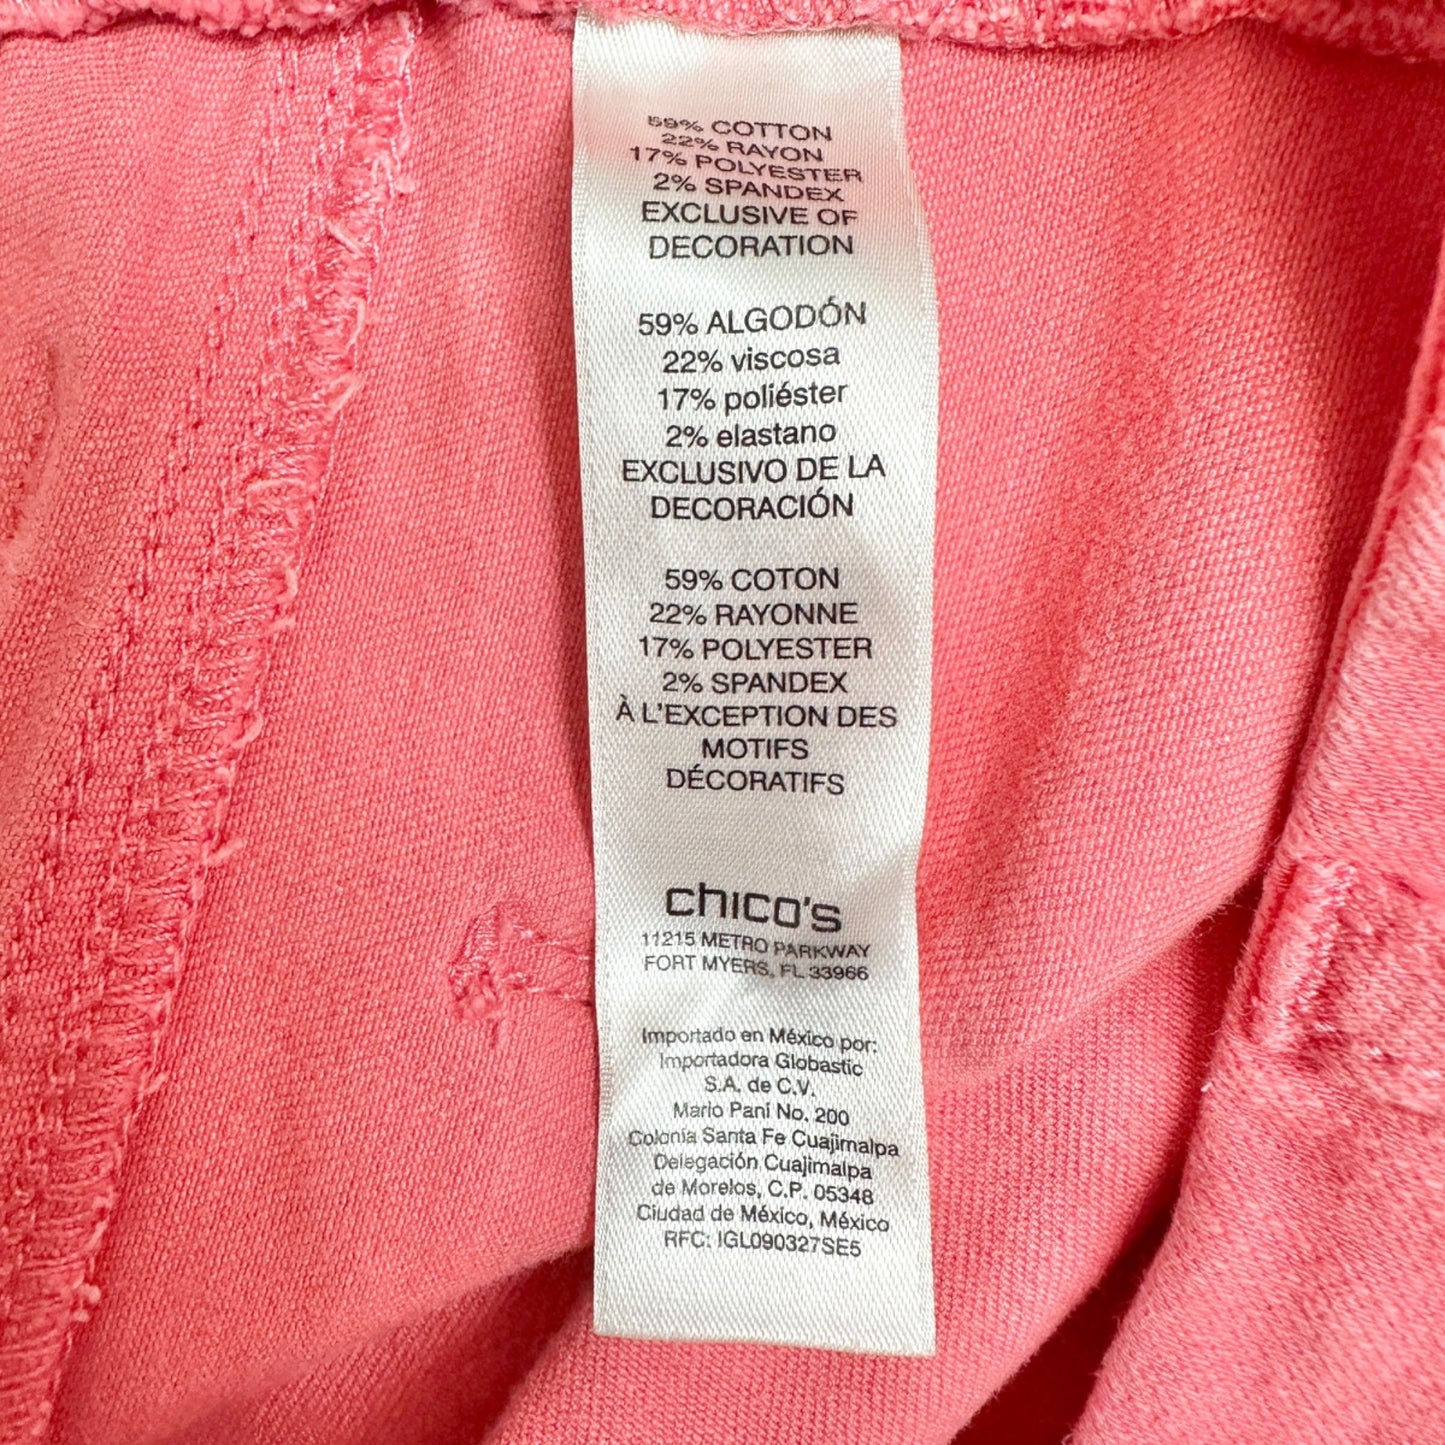 59% COTTON
22% RAYON
17% POLYESTER
2% SPANDEX
EXCLUSIVE OF
DECORATION
59% ALGODÓN
22% viscosa
17% poliéster
2% elastano
EXCLUSIVO DE LA
DECORACIÓN
59% COTON
22% RAYONNE
17% POLYESTER
2% SPANDEX
À L'EXCEPTION DES
MOTIFS
DÉCORATIFS
chico's
11215 METRO PARKWAY
FORT MYERS, FL 33966
Importado en México por:
Importadora Globastic
S.A. de C.V.
Mario Pani No. 200
Colonia Santa Fe Cuajimalpa
Delegación Cuajimalpa
de Morelos, C.P. 05348
Ciudad de México, México
RFC: IGL090327SE5